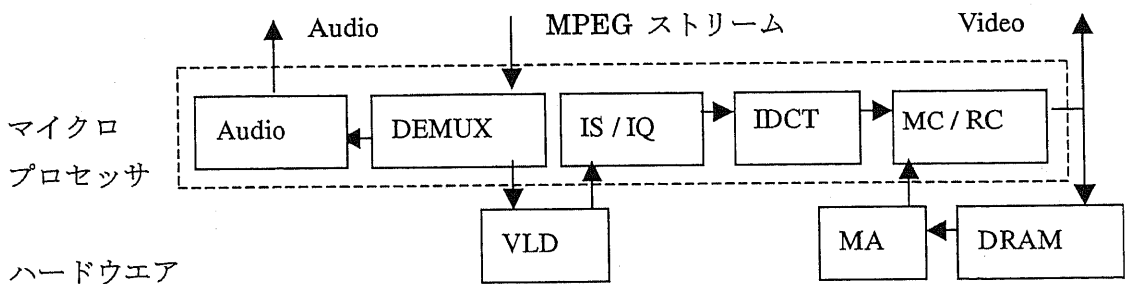 Audio
MPEG ストリーム
Video
マイクロ
プロセッサ
Audio
DEMUX
IS / IQ
IDCT
MC / RC
VLD
MA
DRAM
ハードウエア